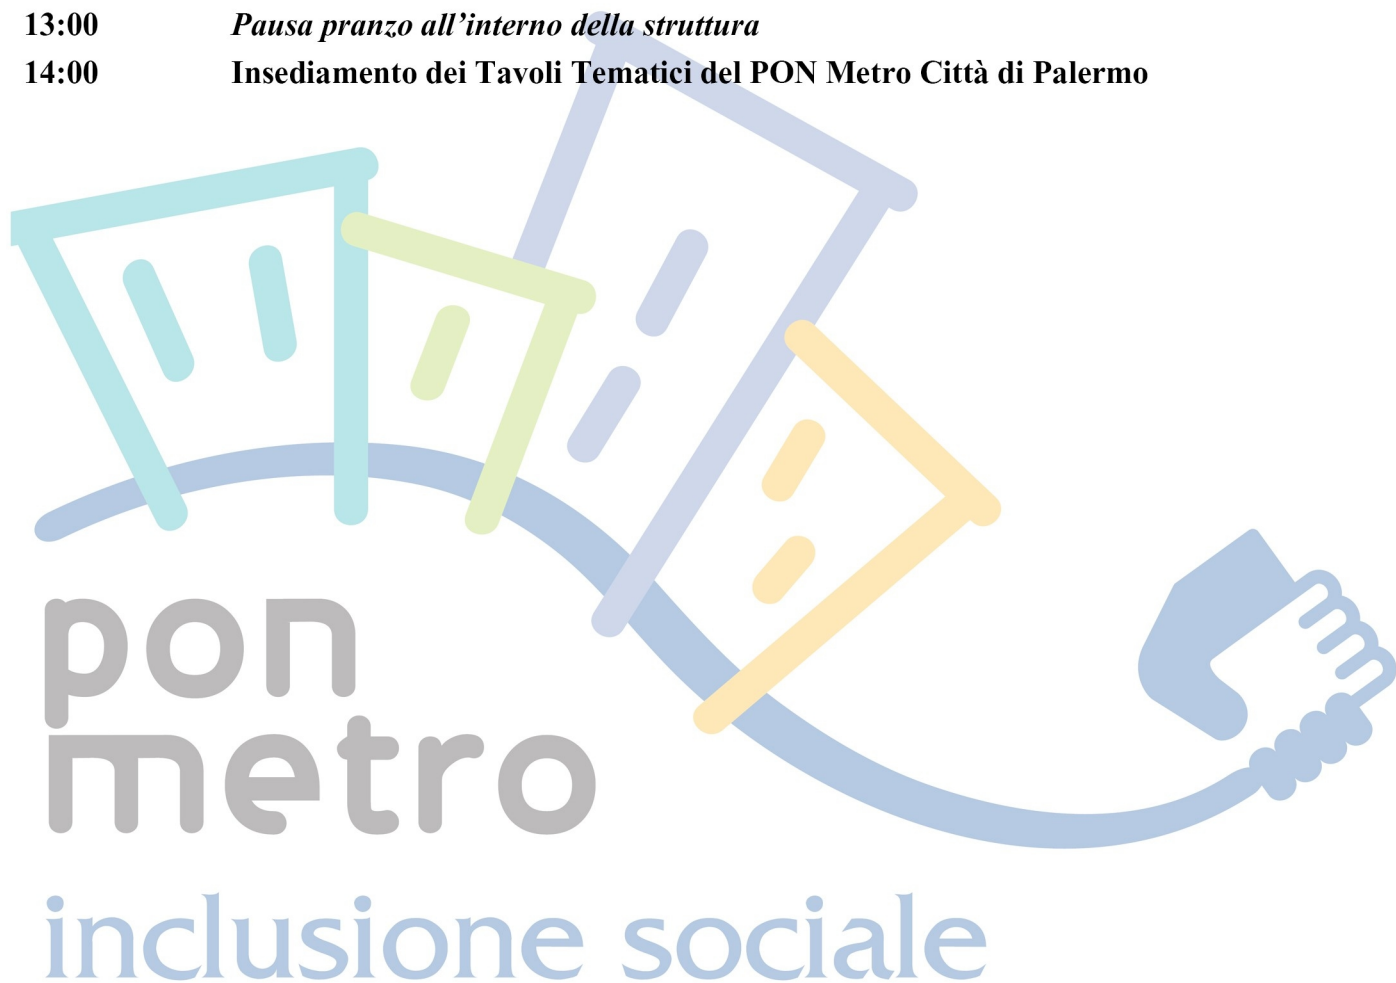 13:00 Pausa pranzo all’interno della struttura
14:00 Insediamento dei Tavoli Tematici del PON Metro Città di Palermo
pon
metro
inclusione sociale